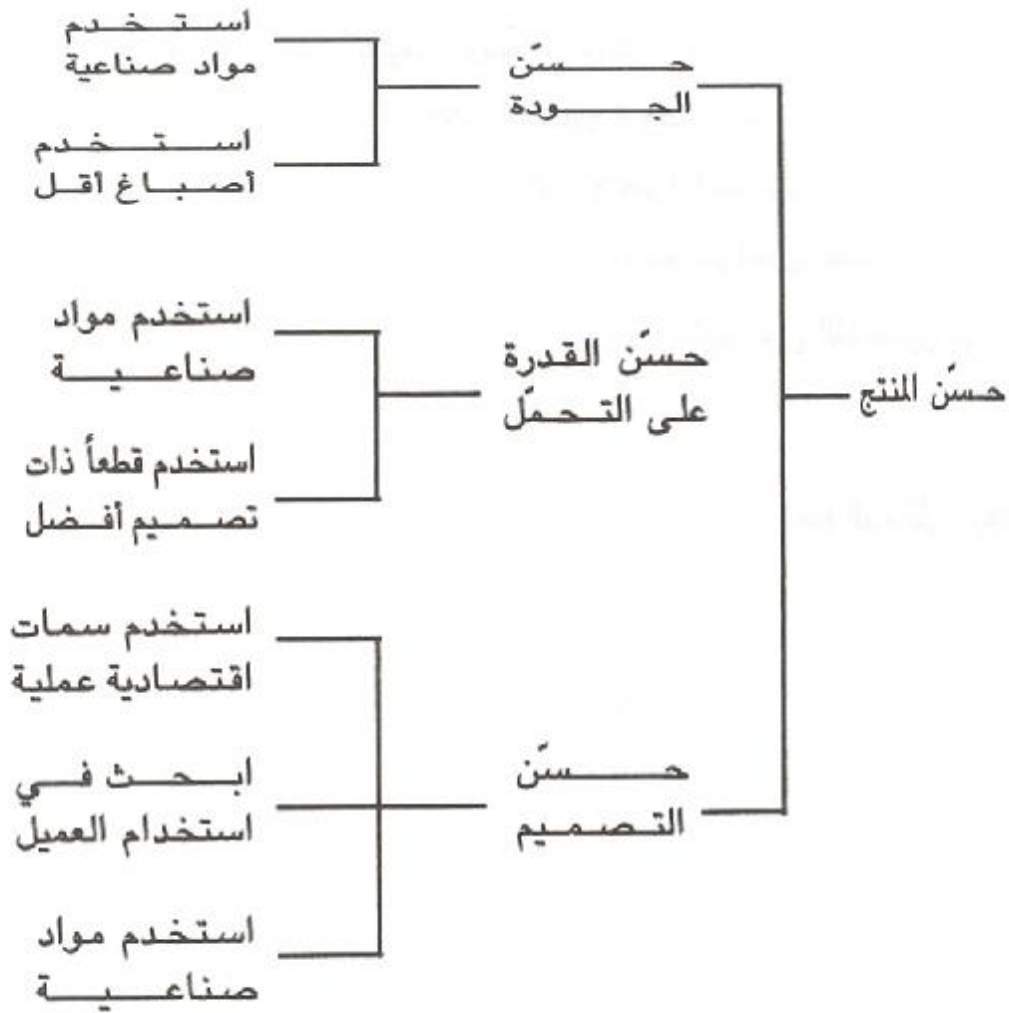 حسّن المنتج
حسّن
الجودة
استخدم
مواد صناعية
استخدم
أصباغ أقل
حسّن القدرة
على التحمّل
استخدم مواد
صناعية
استخدم قطعاً ذات
تصميم أفضل
حسّن
التصميم
استخدم سمات
اقتصادية عملية
ابحث في
استخدام العميل
استخدم مواد
صناعية